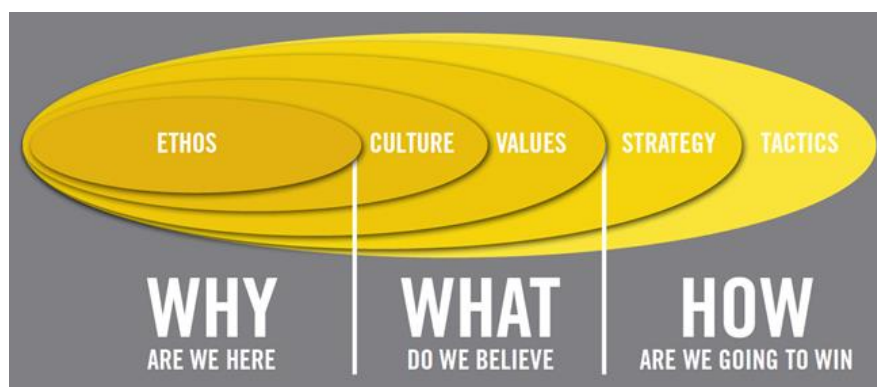 ETHOS CULTURE VALUES STRATEGY TACTICS
WHY WHAT HOW
ARE WE HERE DO WE BELIEVE ARE WE GOING TO WIN